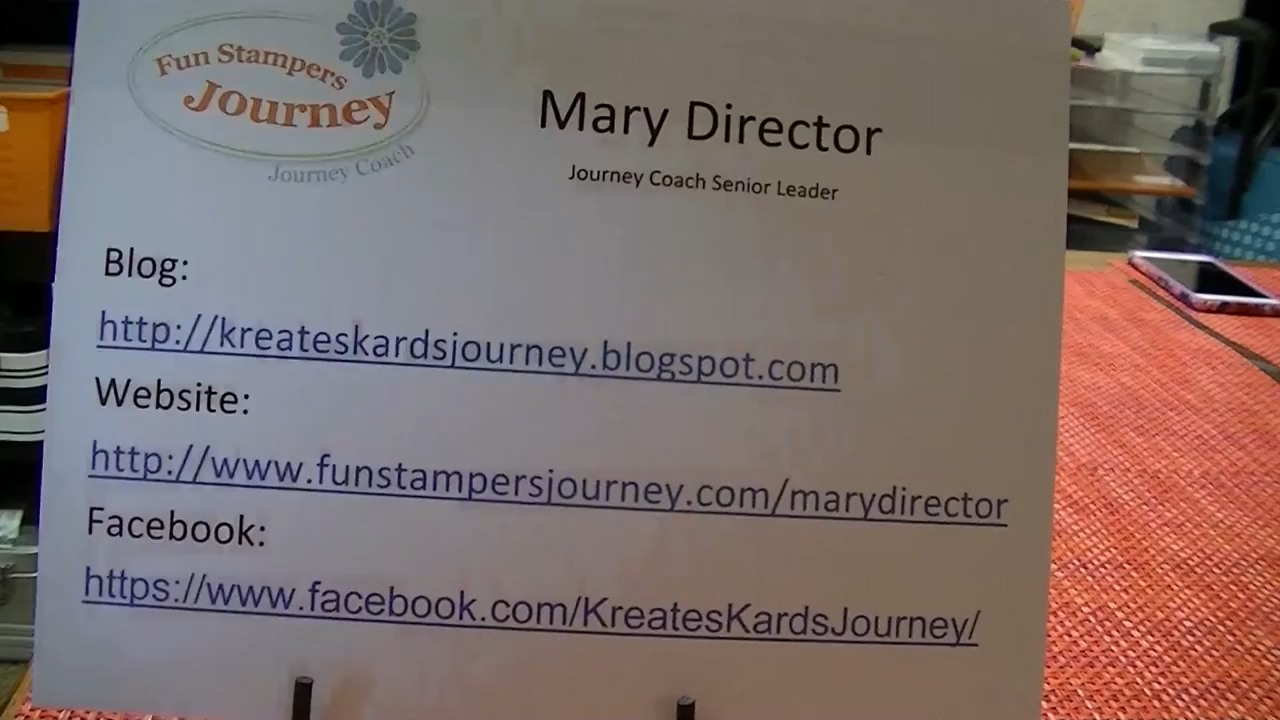 Fun Stampers
Journey
Journey Coach
Mary Director
Journey Coach Senior Leader
Blog:
http://kreateskardsjourney.blogspot.com
Website:
http://www.funstampersjourney.com/marydirector
Facebook:
https://www.facebook.com/KreatesKardsJourney/